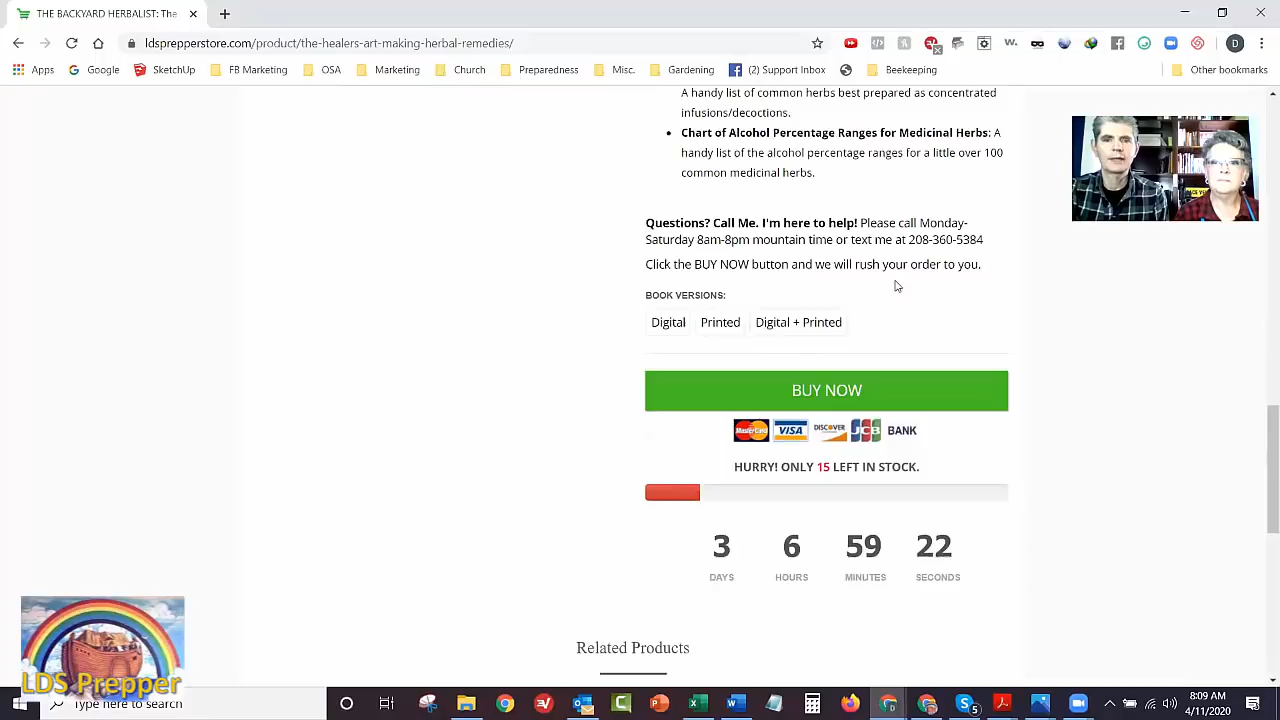 THE BACKYARD HERBALIST: The
ldsprepperstore.com/product/the-healers-art-making-herbal-remedies/
Apps Google SketchUp FB Marketing OSA Marketing Church Preparedness Misc. Gardening (2) Support Inbox Beekeeping Other bookmarks
A handy list of common herbs best prepared as concentrated
infusions/decoctions.
• Chart of Alcohol Percentage Ranges for Medicinal Herbs: A
handy list of the alcohol percentage ranges for a little over 100
common medicinal herbs.
Questions? Call Me. I'm here to help! Please call Monday-
Saturday 8am-8pm mountain time or text me at 208-360-5384
Click the BUY NOW button and we will rush your order to you.
BOOK VERSIONS:
Digital Printed Digital + Printed
BUY NOW
MasterCard VISA DISCOVER JCB BANK
HURRY! ONLY 15 LEFT IN STOCK.
3 6 59 22
DAYS HOURS MINUTES SECONDS
Related Products
LDS Prepper
Type here to search
8:09 AM
4/11/2020